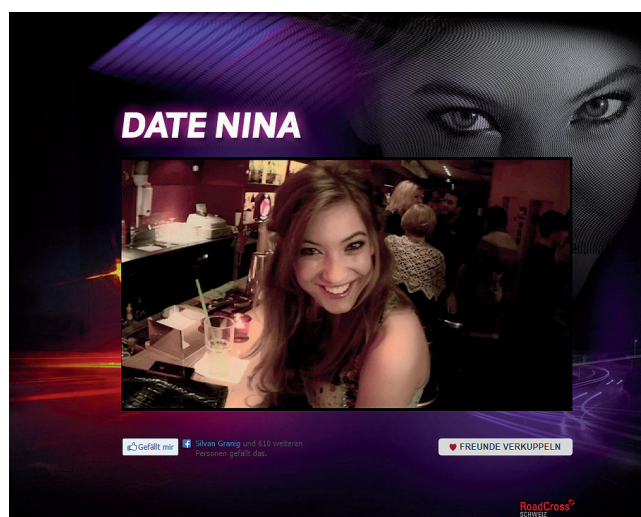 DATE NINA
Gefällt mir
Silvan Granig und 610 weiteren
Personen gefällt das.
FREUNDE VERKUPPELN
RoadCross
SCHWEIZ